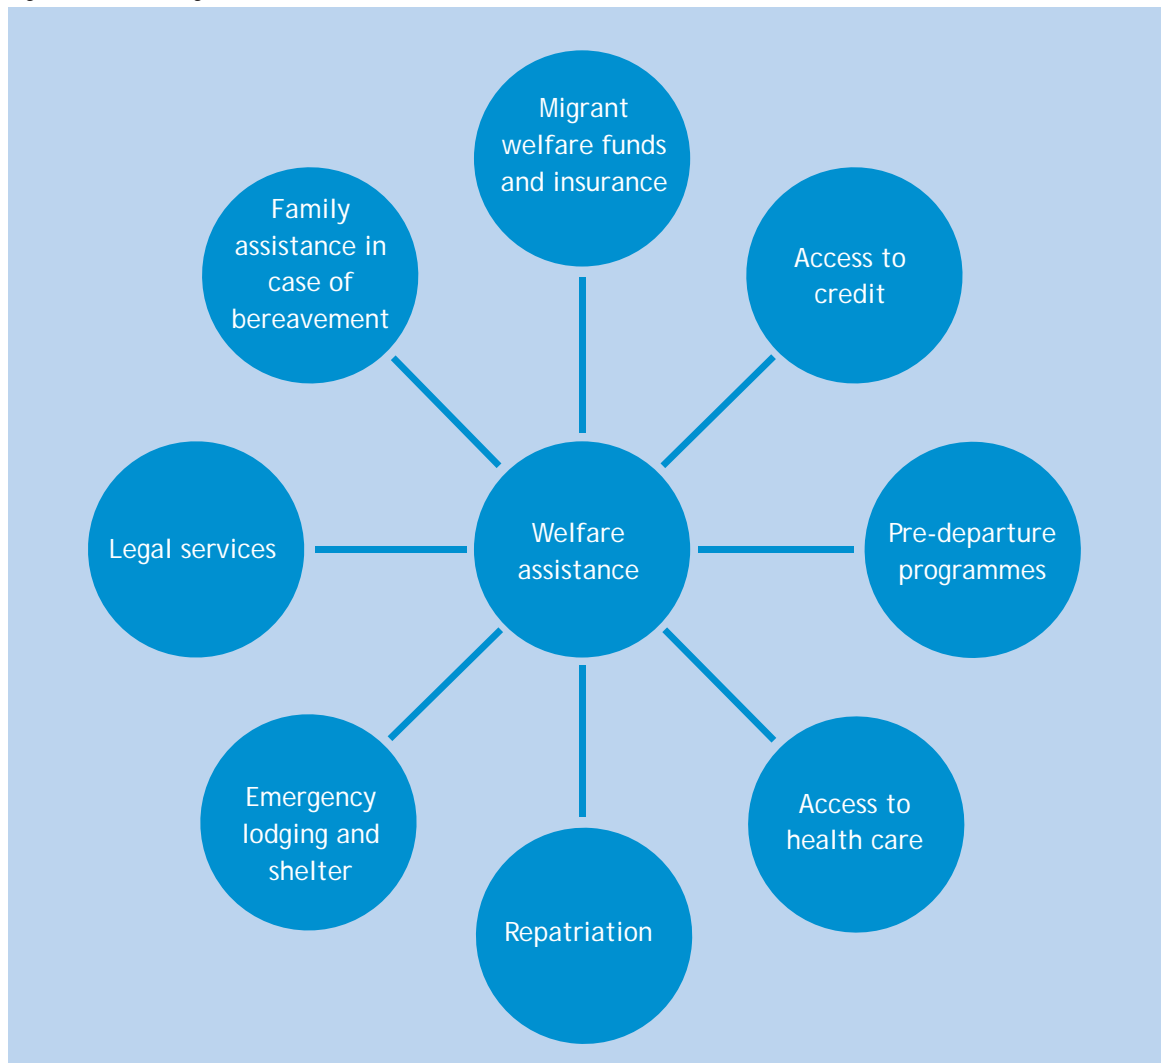 Migrant
welfare funds
and insurance
Family
assistance in
case of
bereavement
Access to
credit
Legal services
Welfare
assistance
Pre-departure
programmes
Emergency
lodging and
shelter
Access to
health care
Repatriation